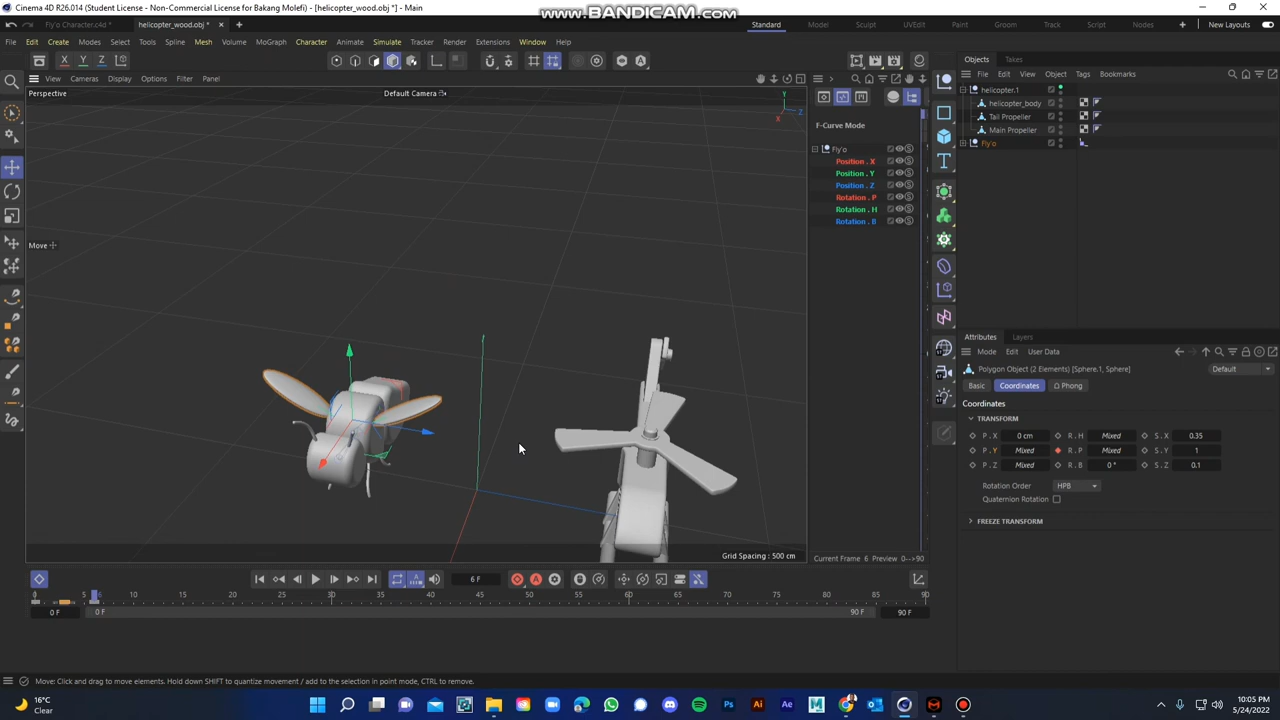 Cinema 4D R26.014 (Student License - Non-Commercial License for Bakang Molefi) - [helicopter_wood.obj *] - Main
www.BANDICAM.com
Fly'o Character.c4d *
helicopter_wood.obj *
Standard
Model
Sculpt
UVEdit
Paint
Groom
Track
Script
Nodes
New Layouts
File
Edit
Create
Modes
Select
Tools
Spline
Mesh
Volume
MoGraph
Character
Animate
Simulate
Tracker
Render
Extensions
Window
Help
Objects
Takes
View
Cameras
Display
Options
Filter
Panel
File
Edit
View
Object
Tags
Bookmarks
Perspective
Default Camera
Y
Z
X
helicopter.1
helicopter_body
Tail Propeller
Main Propeller
Fly'o
F-Curve Mode
Fly'o
Position . X
Position . Y
Position . Z
Rotation . P
Rotation . H
Rotation . B
Move
Attributes
Layers
Mode
Edit
User Data
Polygon Object (2 Elements) [Sphere.1, Sphere]
Default
Basic
Coordinates
Phong
Coordinates
TRANSFORM
P . X 0 cm R . H Mixed S . X 0.35
P . Y Mixed R . P Mixed S . Y 1
P . Z Mixed R . B 0° S . Z 0.1
Rotation Order HPB
Quaternion Rotation
FREEZE TRANSFORM
Grid Spacing : 500 cm
Current Frame 6 Preview 0-->90
6 F
0 5 6 10 15 20 25 30 35 40 45 50 55 60 65 70 75 80 85 90
0 F 0 F 90 F 90 F
Move: Click and drag to move elements. Hold down SHIFT to quantize movement / add to the selection in point mode, CTRL to remove.
16°C
Clear
10:05 PM
5/24/2022